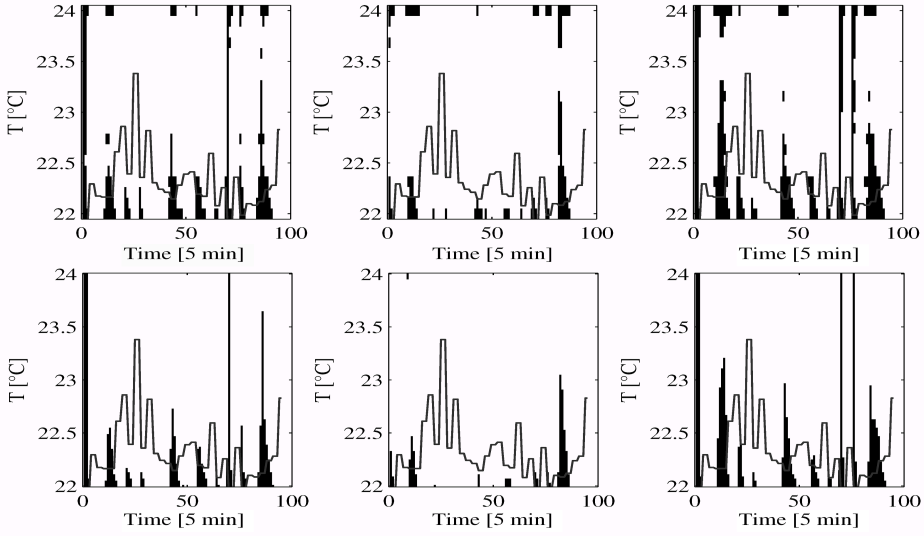 24 24 24
23.5 23.5 23.5
T [°C] 23 T [°C] 23 T [°C] 23
22.5 22.5 22.5
22 22 22
0 50 100 0 50 100 0 50 100
Time [5 min] Time [5 min] Time [5 min]
24 24 24
23.5 23.5 23.5
T [°C] 23 T [°C] 23 T [°C] 23
22.5 22.5 22.5
22 22 22
0 50 100 0 50 100 0 50 100
Time [5 min] Time [5 min] Time [5 min]